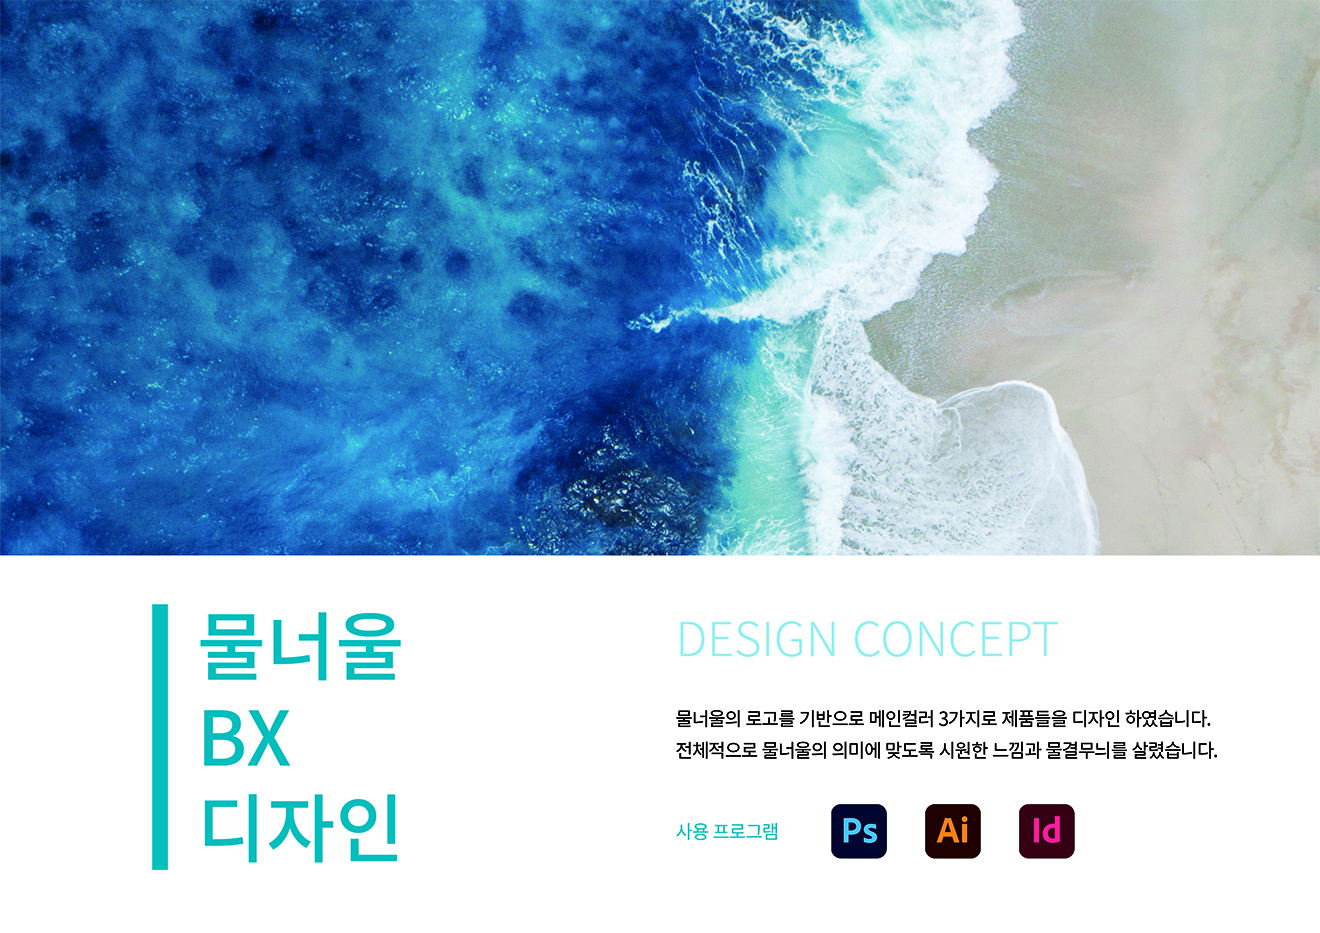 물너울
BX
디자인
DESIGN CONCEPT
물너울의 로고를 기반으로 메인컬러 3가지로 제품들을 디자인 하였습니다.
전체적으로 물너울의 의미에 맞도록 시원한 느낌과 물결무늬를 살렸습니다.
사용 프로그램 Ps Ai Id